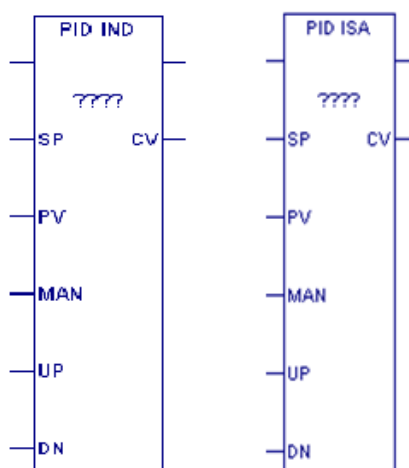 PID IND
????
SP CV
PV
MAN
UP
DN
PID ISA
????
SP CV
PV
MAN
UP
DN